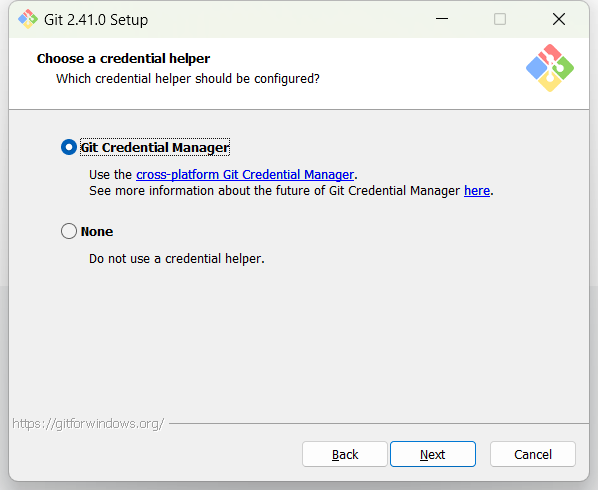 Git 2.41.0 Setup
Choose a credential helper
Which credential helper should be configured?
Git Credential Manager
Use the cross-platform Git Credential Manager.
See more information about the future of Git Credential Manager here.
None
Do not use a credential helper.
https://gitforwindows.org/
Back Next Cancel